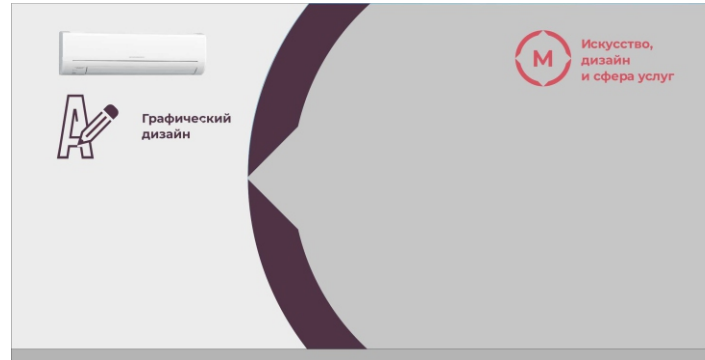 Графический
дизайн
М
Искусство,
дизайн
и сфера услуг